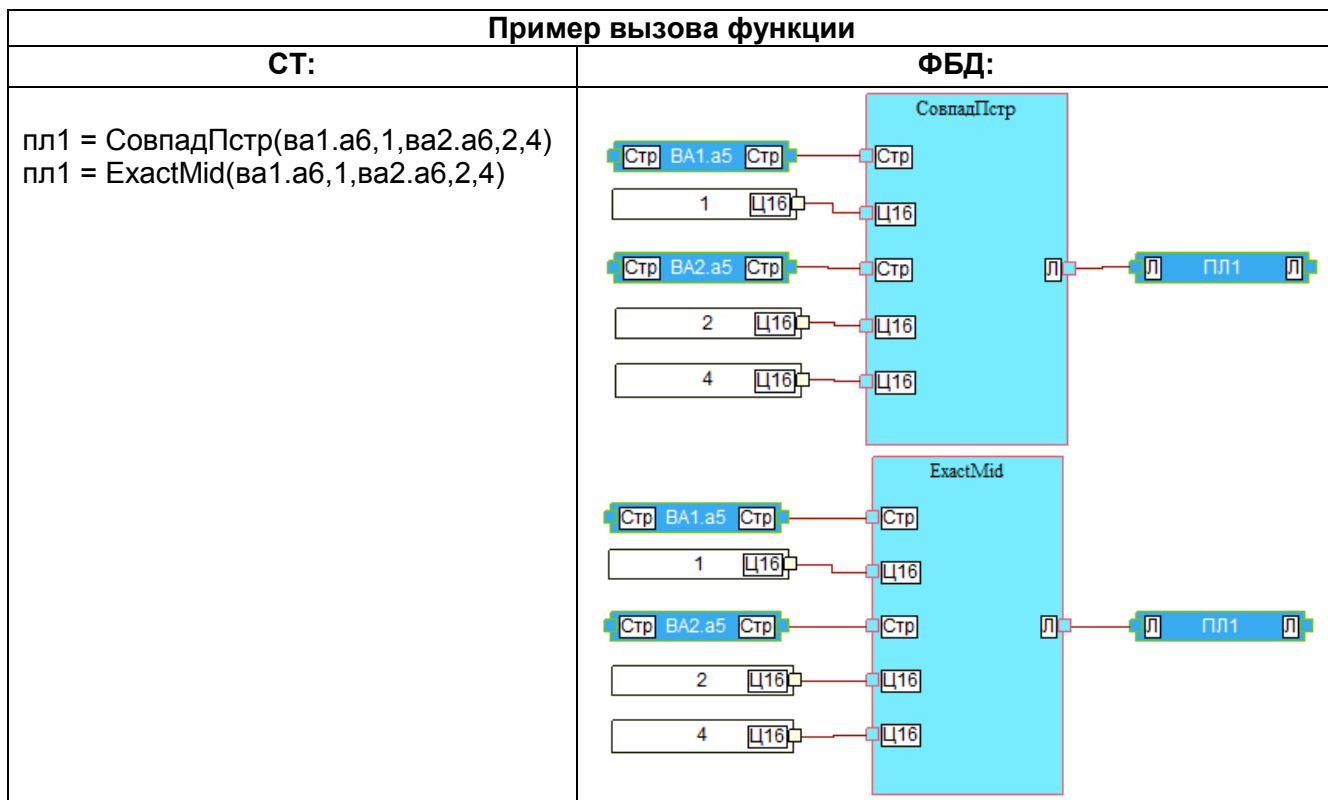 Пример вызова функции
СТ:
ФБД:
пл1 = СовпадПстр(ва1.а6,1,ва2.а6,2,4)
пл1 = ExactMid(ва1.а6,1,ва2.а6,2,4)
СовпадПстр
Стр ВА1.а5 Стр Стр
1 Ц16 Ц16
Стр ВА2.а5 Стр Стр Л Л ПЛ1 Л
2 Ц16 Ц16
4 Ц16 Ц16
ExactMid
Стр ВА1.а5 Стр Стр
1 Ц16 Ц16
Стр ВА2.а5 Стр Стр Л Л ПЛ1 Л
2 Ц16 Ц16
4 Ц16 Ц16